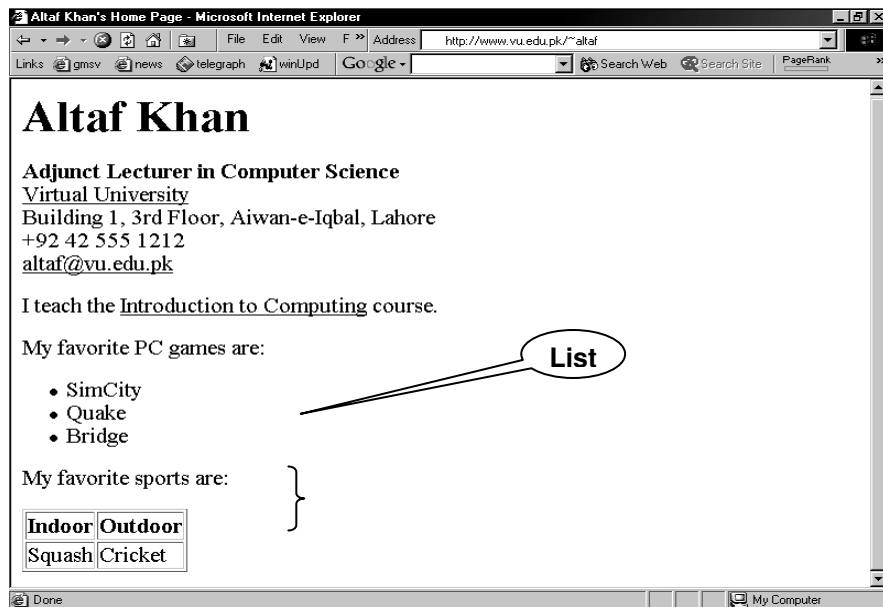 Altaf Khan's Home Page - Microsoft Internet Explorer
File Edit View F » Address http://www.vu.edu.pk/~altaf
Links gmsv news telegraph winUpd Google Search Web Search Site PageRank »
Altaf Khan
Adjunct Lecturer in Computer Science
Virtual University
Building 1, 3rd Floor, Aiwan-e-Iqbal, Lahore
+92 42 555 1212
altaf@vu.edu.pk
I teach the Introduction to Computing course.
My favorite PC games are:
List
• SimCity
• Quake
• Bridge
My favorite sports are:
Indoor Outdoor
Squash Cricket
Done My Computer